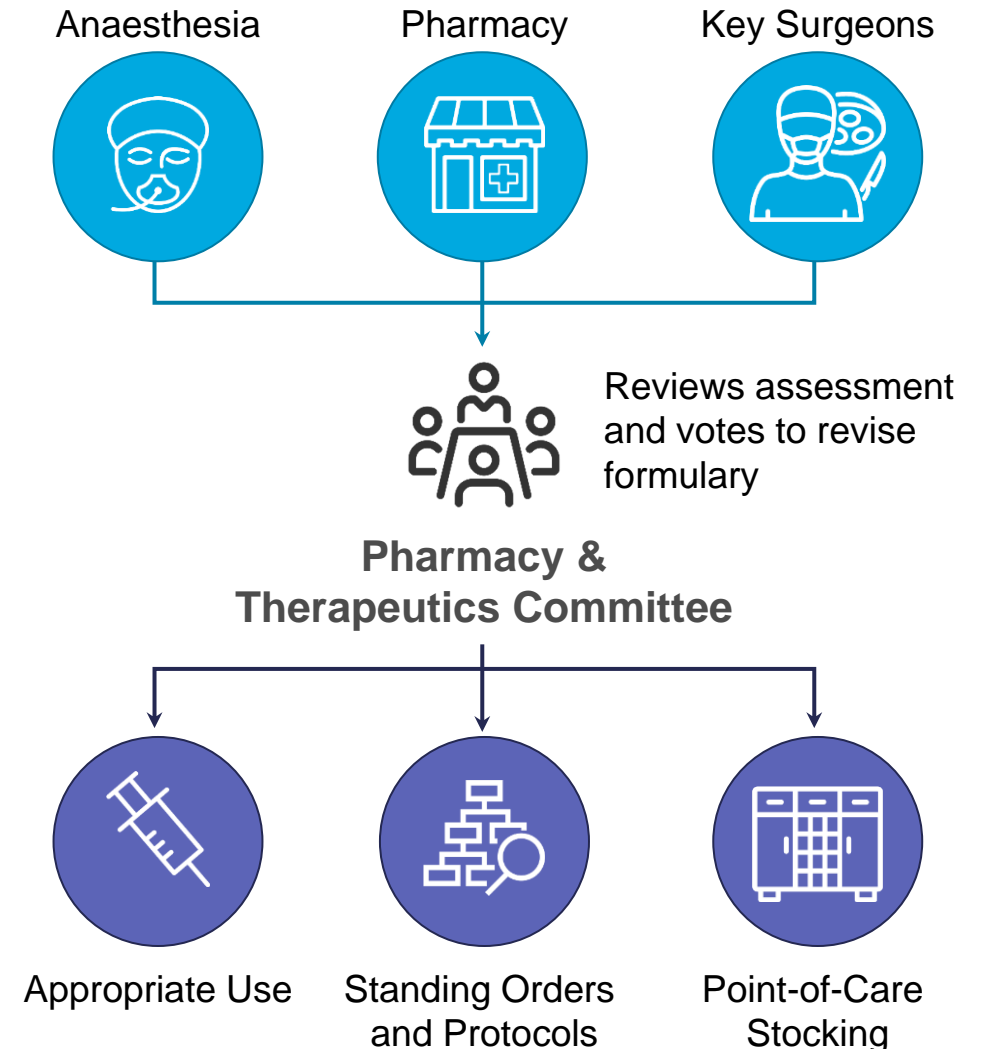 Anaesthesia
Pharmacy
Key Surgeons
Reviews assessment
and votes to revise
formulary
Pharmacy &
Therapeutics Committee
Appropriate Use
Standing Orders
and Protocols
Point-of-Care
Stocking